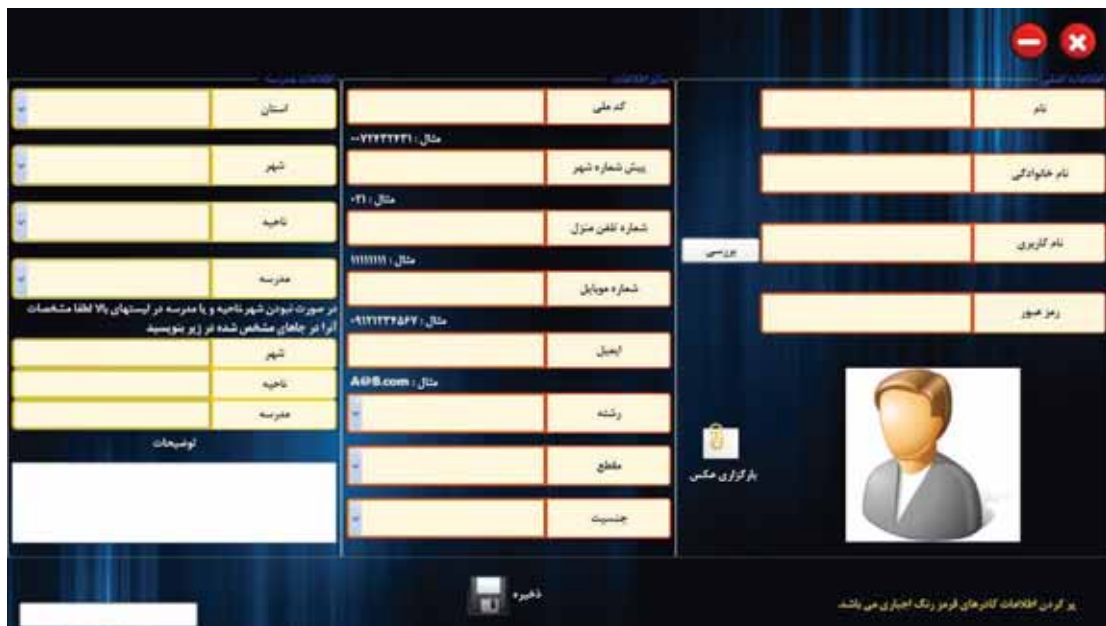 اطلاعات اصلی
نام
نام خانوادگی
نام کاربری
بررسی
رمز عبور
بارگزاری عکس
سایر اطلاعات
کد ملی
مثال : ۰۰۷۲۴۳۲۴۳۱
پیش شماره شهر
مثال : ۰۲۱
شماره تلفن منزل
مثال : ۱۱۱۱۱۱۱۱
شماره موبایل
مثال : ۰۹۱۲۱۲۳۴۵۶۷
ایمیل
مثال : A@B.com
رشته
مقطع
جنسیت
اطلاعات مدرسه
استان
شهر
ناحیه
مدرسه
در صورت نبودن شهر،ناحیه و یا مدرسه در لیستهای بالا لطفا مشخصات
آنرا در جاهای مشخص شده در زیر بنویسید
شهر
ناحیه
مدرسه
توضیحات
ذخیره
پر کردن اطلاعات کادرهای قرمز رنگ اجباری می باشد.